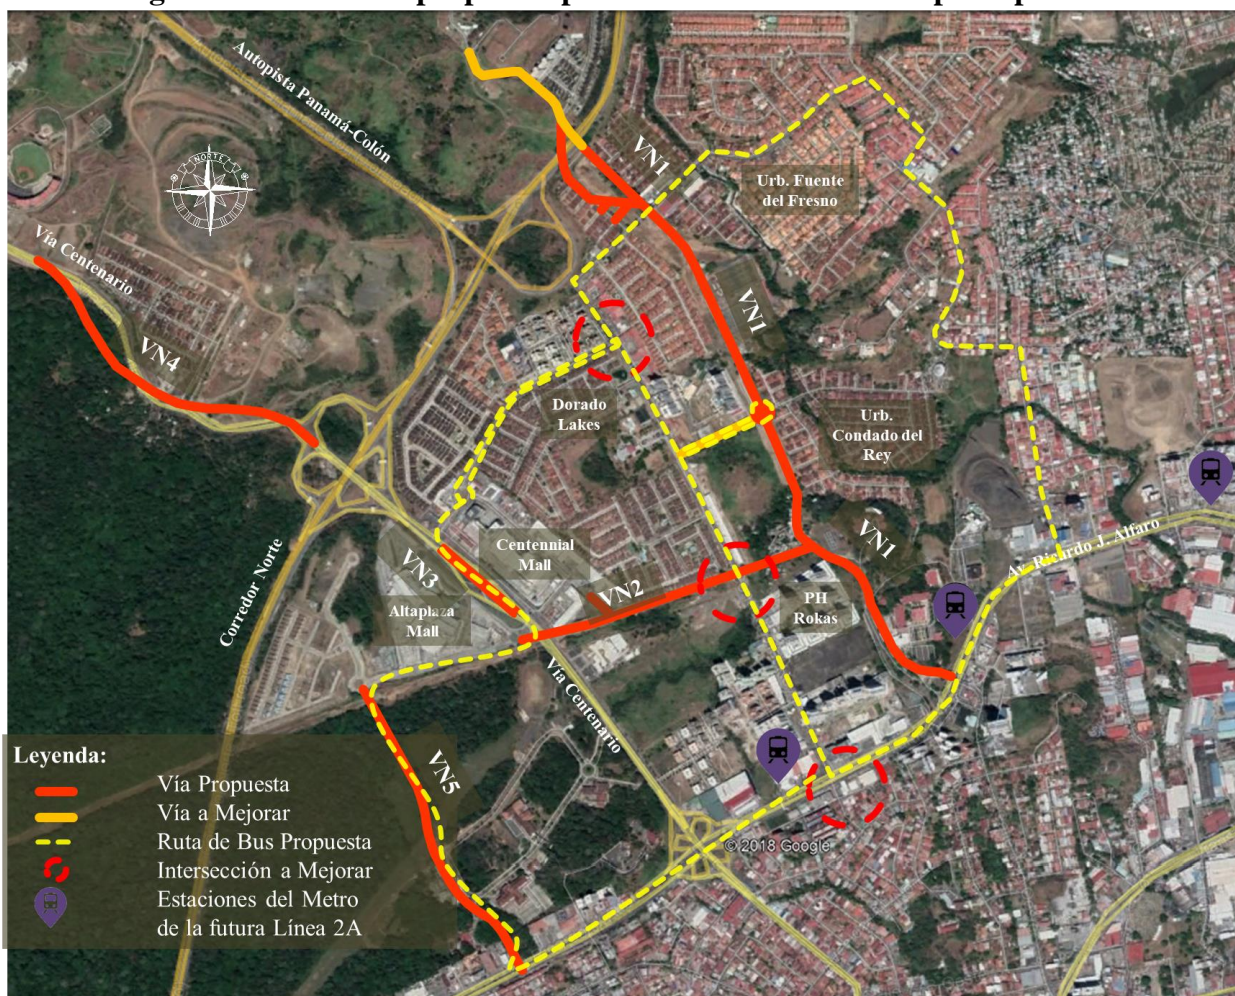 Autopista Panamá-Colón
NORTE
VN1
Urb. Fuente
del Fresno
Vía Centenario
VN4
VN1
Dorado
Lakes
Urb.
Condado del
Rey
Centennial
Mall
VN3
VN1
Av. Ricardo J. Alfaro
Corredor Norte
Altaplaza
Mall
VN2
PH
Rokas
Vía Centenario
VN5
© 2018 Google
Leyenda:
Vía Propuesta
Vía a Mejorar
Ruta de Bus Propuesta
Intersección a Mejorar
Estaciones del Metro
de la futura Línea 2A